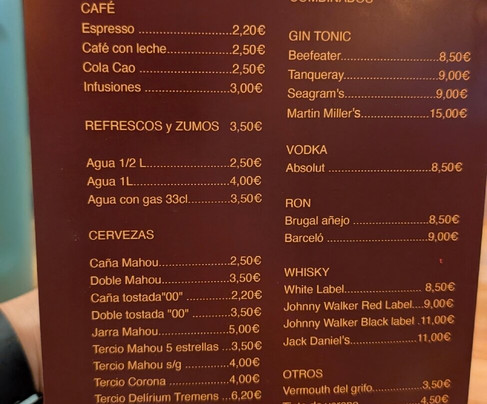 CAFÉ
Espresso ..................2,20€
Café con leche...............2,50€
Cola Cao ....................2,50€
Infusiones ..................3,00€
REFRESCOS y ZUMOS 3,50€
Agua 1/2 L...................2,50€
Agua 1L......................4,00€
Agua con gas 33cl............3,50€
CERVEZAS
Caña Mahou...................2,50€
Doble Mahou..................3,50€
Caña tostada"00" ............2,20€
Doble tostada "00" ..........3,50€
Jarra Mahou..................5,00€
Tercio Mahou 5 estrellas ...3,50€
Tercio Mahou s/g ............4,00€
Tercio Corona ...............4,00€
Tercio Delirium Tremens ...6,20€
COMBINADOS
GIN TONIC
Beefeater....................8,50€
Tanqueray....................9,00€
Seagram's....................9,00€
Martin Miller's..............15,00€
VODKA
Absolut .....................8,50€
RON
Brugal añejo ................8,50€
Barceló .....................9,00€
WHISKY
White Label.................. 8,50€
Johnny Walker Red Label....9,00€
Johnny Walker Black label .11,00€
Jack Daniel's................11,00€
OTROS
Vermouth del grifo...........3,50€
Tinto de verano ............4,50€